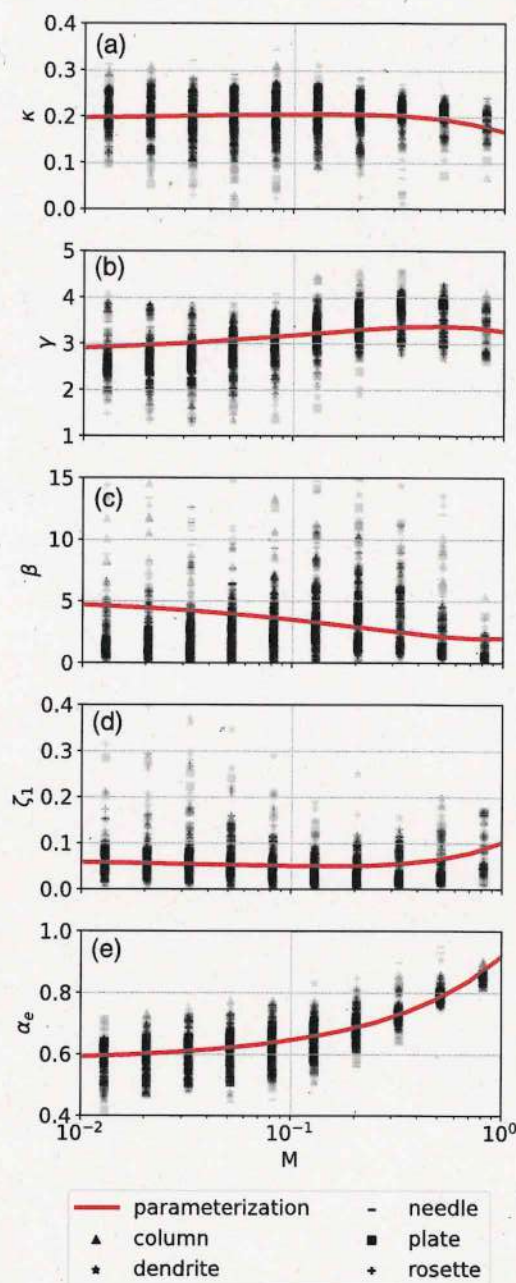 (a)
0.4
0.3
0.2
0.1
0.0
κ
(b)
5
4
3
2
1
γ
(c)
15
10
5
0
β
(d)
0.4
0.3
0.2
0.1
0.0
ζ1
(e)
1.0
0.8
0.6
0.4
αe
10⁻² 10⁻¹ 10⁰
M
parameterization - needle
▲ column ■ plate
★ dendrite + rosette